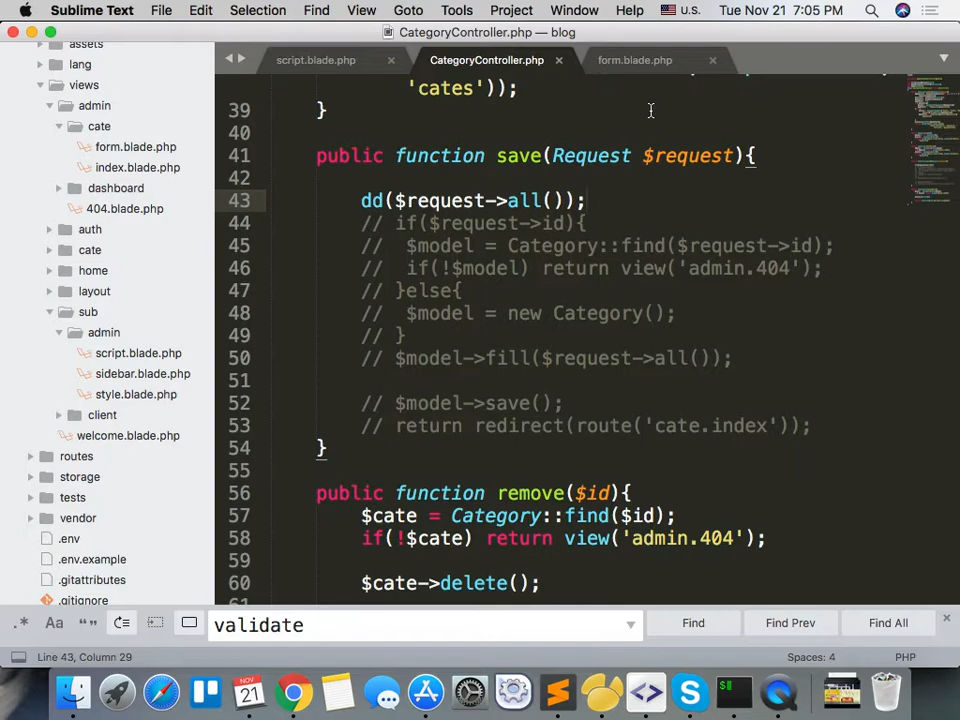 Sublime Text File Edit Selection Find View Goto Tools Project Window Help U.S. Tue Nov 21 7:05 PM
CategoryController.php — blog
script.blade.php × CategoryController.php × form.blade.php ×
assets
lang
views
admin
cate
form.blade.php
index.blade.php
dashboard
404.blade.php
auth
cate
home
layout
sub
admin
script.blade.php
sidebar.blade.php
style.blade.php
client
welcome.blade.php
routes
storage
tests
vendor
.env
.env.example
.gitattributes
.gitignore
'cates'));
39 }
40
41 public function save(Request $request){
42
43 dd($request->all());
44 // if($request->id){
45 // $model = Category::find($request->id);
46 // if(!$model) return view('admin.404');
47 // }else{
48 // $model = new Category();
49 // }
50 // $model->fill($request->all());
51
52 // $model->save();
53 // return redirect(route('cate.index'));
54 }
55
56 public function remove($id){
57 $cate = Category::find($id);
58 if(!$cate) return view('admin.404');
59
60 $cate->delete();
.* Aa “” validate Find Find Prev Find All ×
Line 43, Column 29 Spaces: 4 PHP
NOV
21